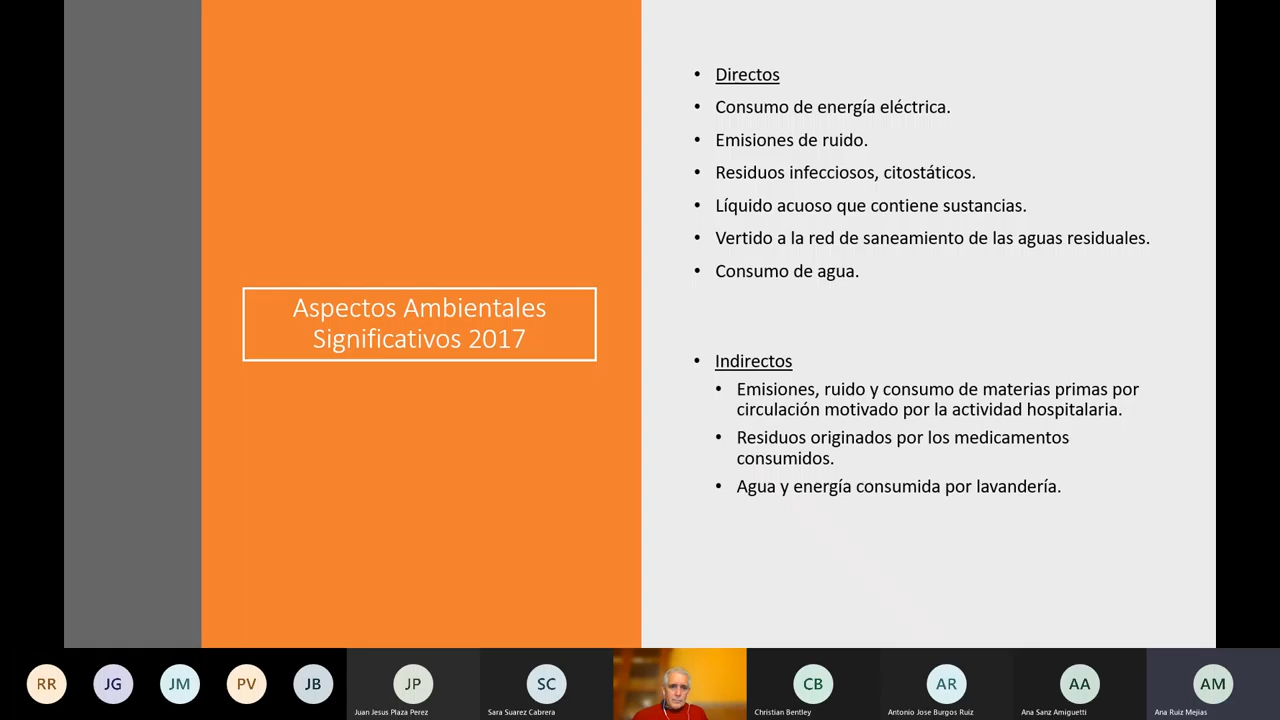 Aspectos Ambientales
Significativos 2017
• Directos
• Consumo de energía eléctrica.
• Emisiones de ruido.
• Residuos infecciosos, citostáticos.
• Líquido acuoso que contiene sustancias.
• Vertido a la red de saneamiento de las aguas residuales.
• Consumo de agua.
• Indirectos
• Emisiones, ruido y consumo de materias primas por
circulación motivado por la actividad hospitalaria.
• Residuos originados por los medicamentos
consumidos.
• Agua y energía consumida por lavandería.
RR
JG
JM
PV
JB
JP
Juan Jesus Plaza Perez
SC
Sara Suarez Cabrera
CB
Christian Bentley
AR
Antonio Jose Burgos Ruiz
AA
Ana Sanz Amiguetti
AM
Ana Ruiz Mejias